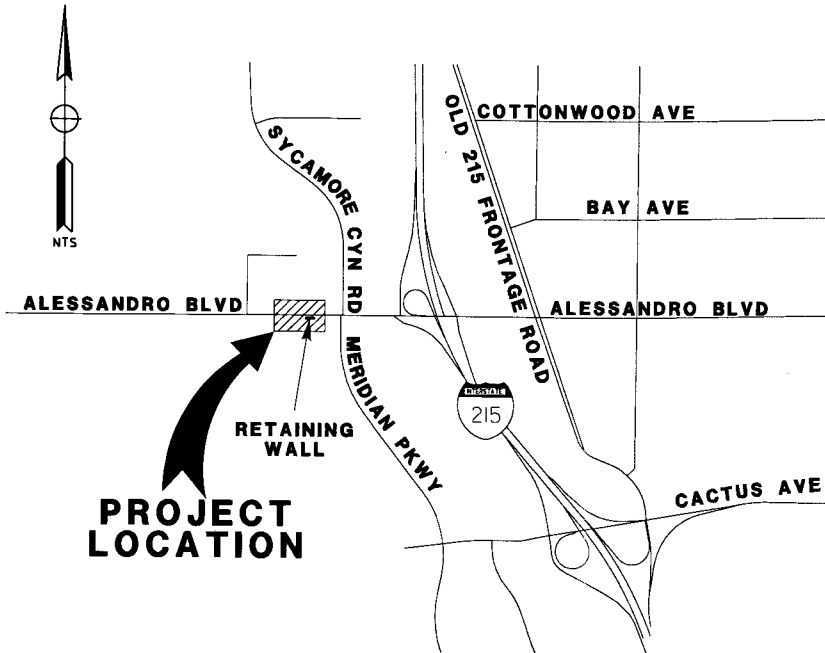 NTS
COTTONWOOD AVE
OLD 215 FRONTAGE ROAD
SYCAMORE CYN RD
BAY AVE
ALESSANDRO BLVD
ALESSANDRO BLVD
MERIDIAN PKWY
INTERSTATE
215
RETAINING
WALL
PROJECT
LOCATION
CACTUS AVE